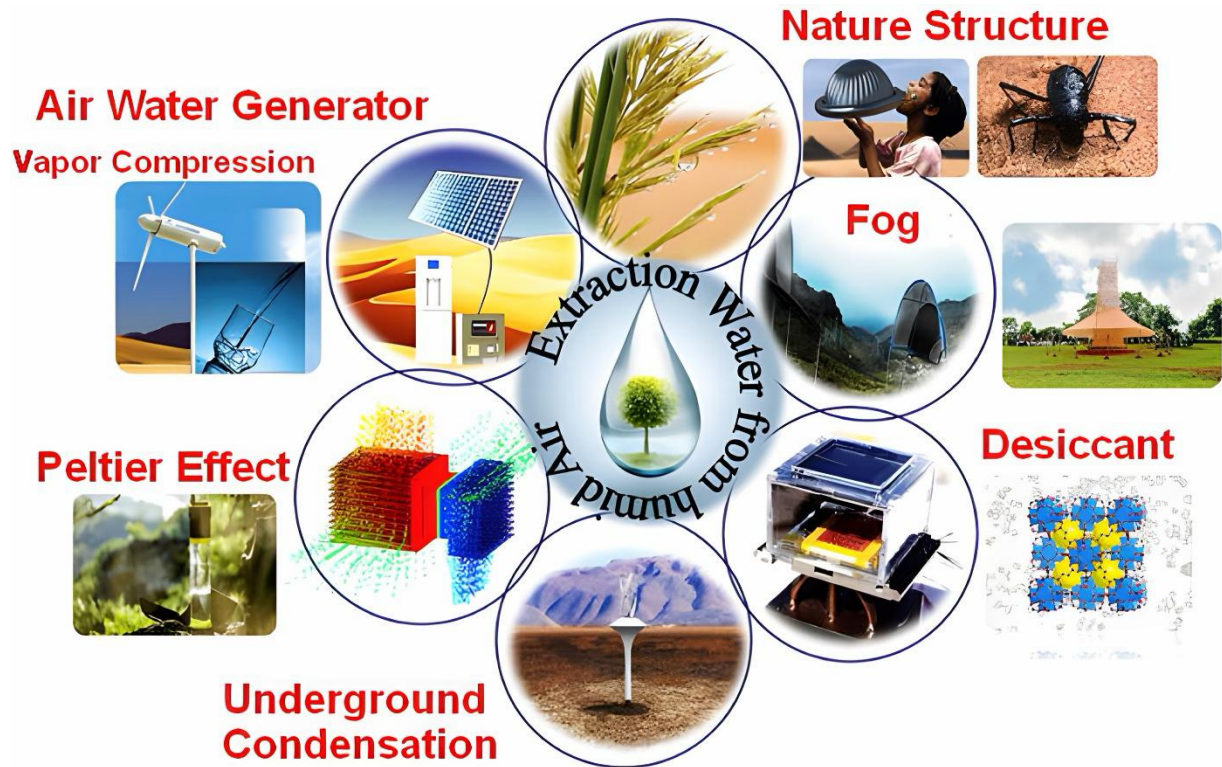 Nature Structure
Air Water Generator
Vapor Compression
Fog
Extraction Water from humid Air
Peltier Effect
Desiccant
Underground
Condensation